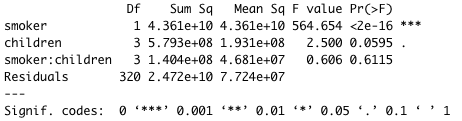 Df Sum Sq Mean Sq F value Pr(>F)
smoker 1 4.361e+10 4.361e+10 564.654 <2e-16 ***
children 3 5.793e+08 1.931e+08 2.500 0.0595 .
smoker:children 3 1.404e+08 4.681e+07 0.606 0.6115
Residuals 320 2.472e+10 7.724e+07
---
Signif. codes: 0 ‘***’ 0.001 ‘**’ 0.01 ‘*’ 0.05 ‘.’ 0.1 ‘ ’ 1